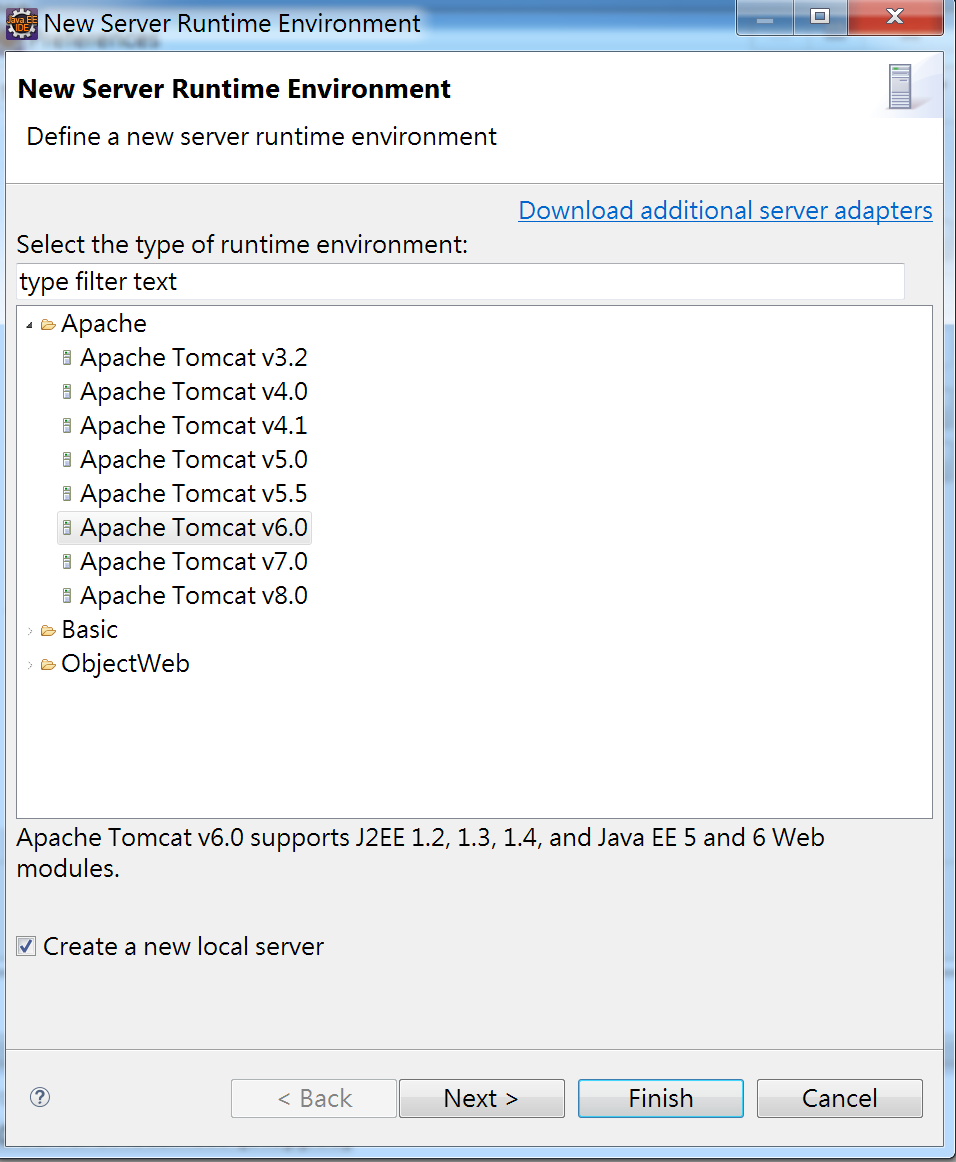 New Server Runtime Environment
New Server Runtime Environment
Define a new server runtime environment
Download additional server adapters
Select the type of runtime environment:
type filter text
Apache
Apache Tomcat v3.2
Apache Tomcat v4.0
Apache Tomcat v4.1
Apache Tomcat v5.0
Apache Tomcat v5.5
Apache Tomcat v6.0
Apache Tomcat v7.0
Apache Tomcat v8.0
Basic
ObjectWeb
Apache Tomcat v6.0 supports J2EE 1.2, 1.3, 1.4, and Java EE 5 and 6 Web
modules.
Create a new local server
? < Back Next > Finish Cancel